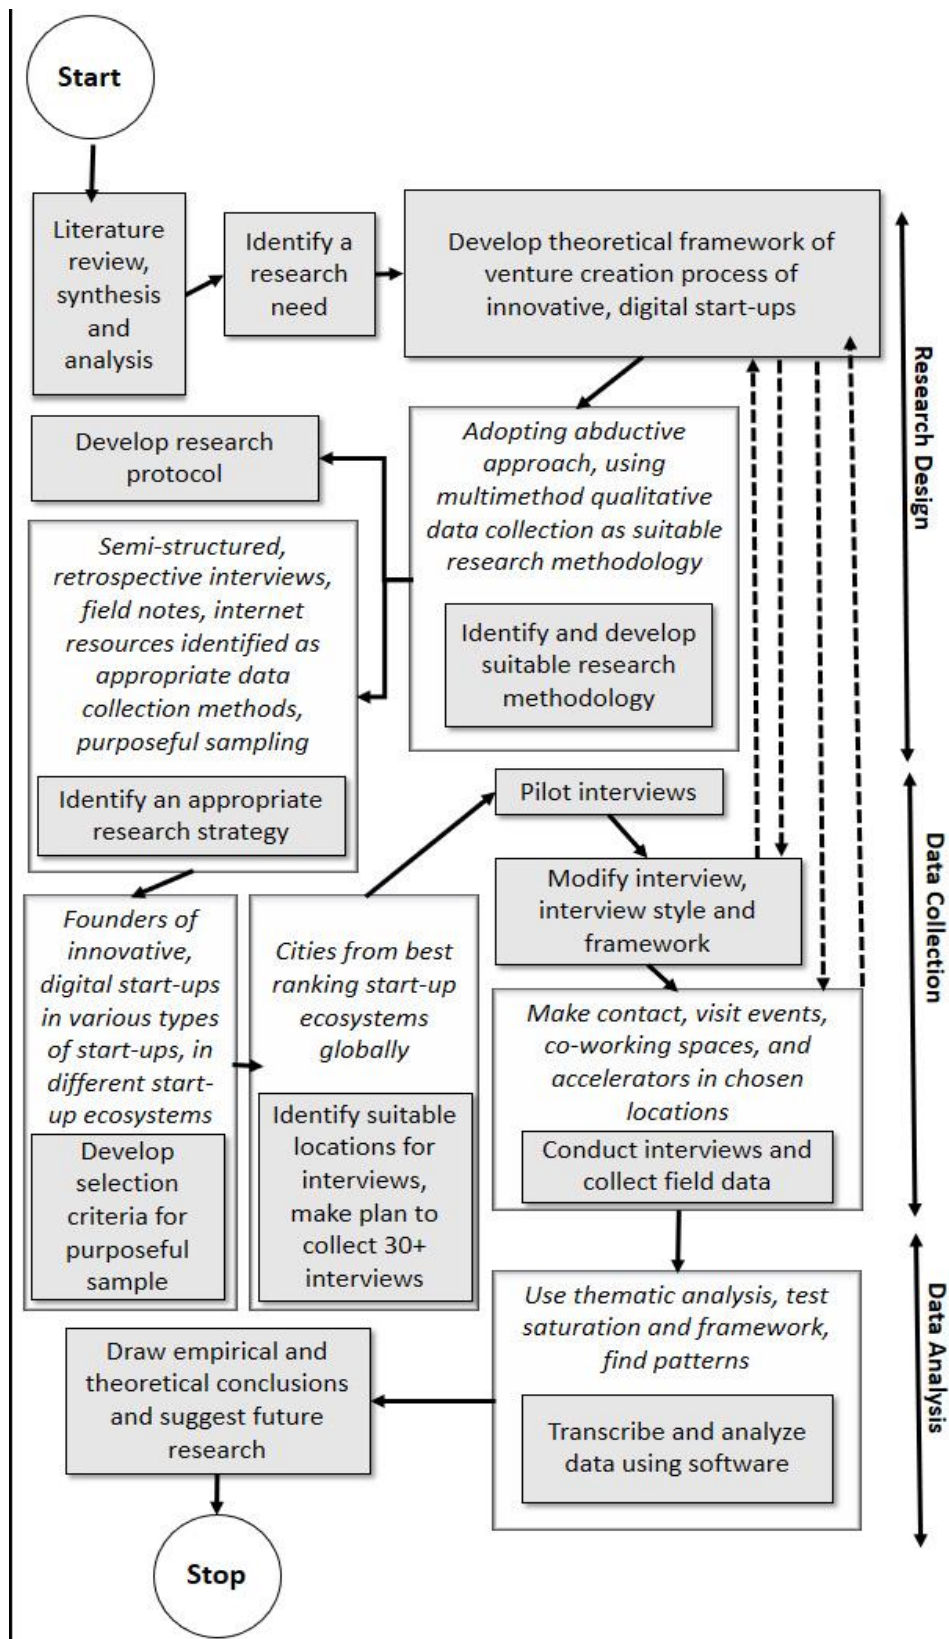 Start
Literature
review,
synthesis
and
analysis
Identify a
research
need
Develop theoretical framework of
venture creation process of
innovative, digital start-ups
Research Design
Adopting abductive
approach, using
multimethod qualitative
data collection as suitable
research methodology
Identify and develop
suitable research
methodology
Develop research
protocol
Semi-structured,
retrospective interviews,
field notes, internet
resources identified as
appropriate data
collection methods,
purposeful sampling
Identify an appropriate
research strategy
Founders of
innovative,
digital start-ups
in various types
of start-ups, in
different start-
up ecosystems
Develop
selection
criteria for
purposeful
sample
Cities from best
ranking start-up
ecosystems
globally
Identify suitable
locations for
interviews,
make plan to
collect 30+
interviews
Pilot interviews
Modify interview,
interview style and
framework
Data Collection
Make contact, visit events,
co-working spaces, and
accelerators in chosen
locations
Conduct interviews and
collect field data
Use thematic analysis, test
saturation and framework,
find patterns
Transcribe and analyze
data using software
Data Analysis
Draw empirical and
theoretical conclusions
and suggest future
research
Stop